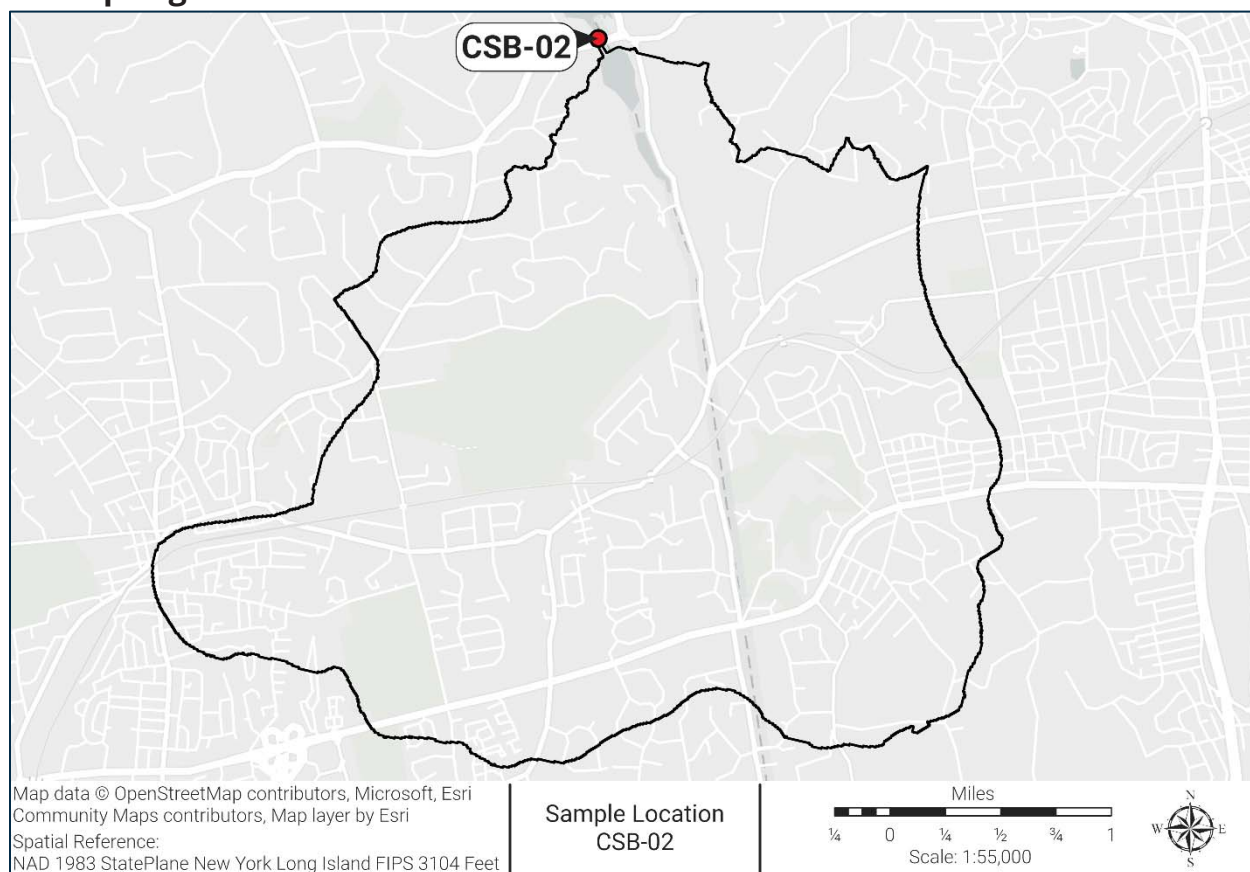 CSB-02
Map data © OpenStreetMap contributors, Microsoft, Esri
Community Maps contributors, Map layer by Esri
Spatial Reference:
NAD 1983 StatePlane New York Long Island FIPS 3104 Feet
Sample Location
CSB-02
Miles
¼ 0 ¼ ½ ¾ 1
Scale: 1:55,000
N
W E
S